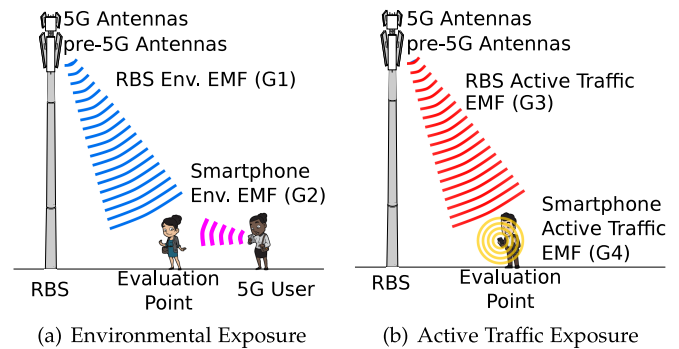 5G Antennas
pre-5G Antennas
RBS Env. EMF (G1)
Smartphone
Env. EMF (G2)
RBS
Evaluation
Point
5G User
(a) Environmental Exposure
5G Antennas
pre-5G Antennas
RBS Active Traffic
EMF (G3)
Smartphone
Active Traffic
EMF (G4)
RBS
Evaluation
Point
(b) Active Traffic Exposure